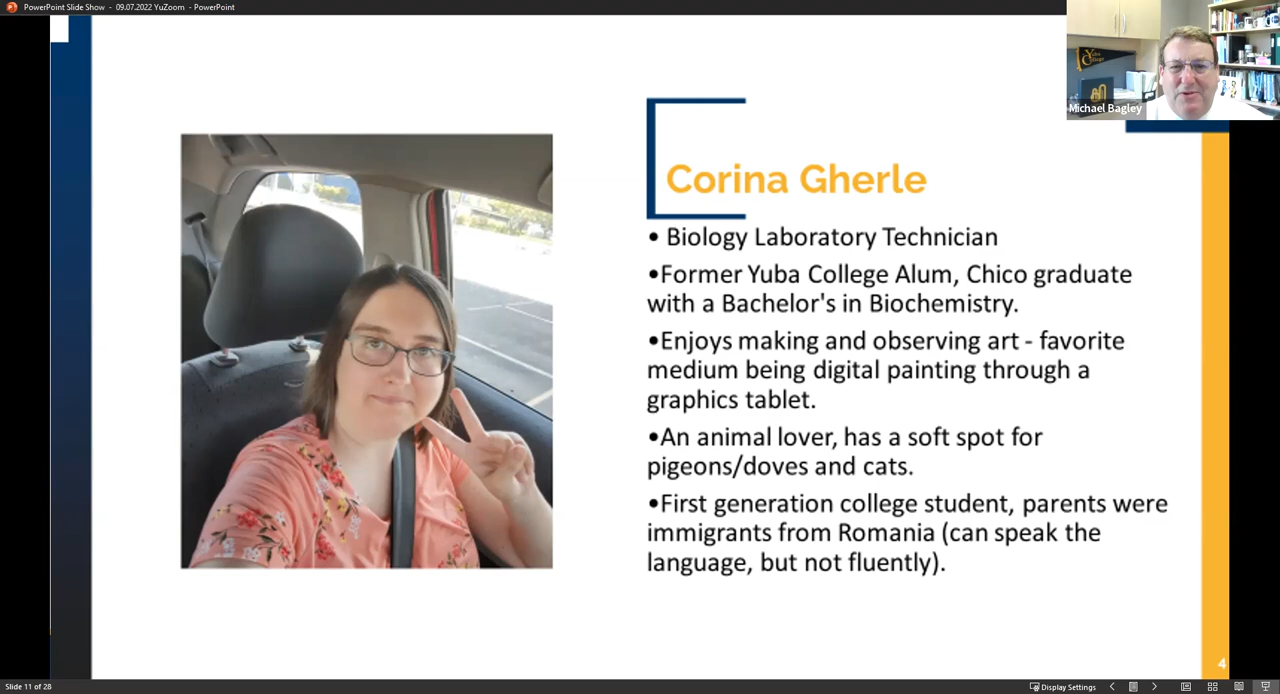 PowerPoint Slide Show - 09.07.2022 YuZoom - PowerPoint
Yuba
College
Michael Bagley
Corina Gherle
• Biology Laboratory Technician
•Former Yuba College Alum, Chico graduate
with a Bachelor's in Biochemistry.
•Enjoys making and observing art - favorite
medium being digital painting through a
graphics tablet.
•An animal lover, has a soft spot for
pigeons/doves and cats.
•First generation college student, parents were
immigrants from Romania (can speak the
language, but not fluently).
4
Slide 11 of 28
Display Settings